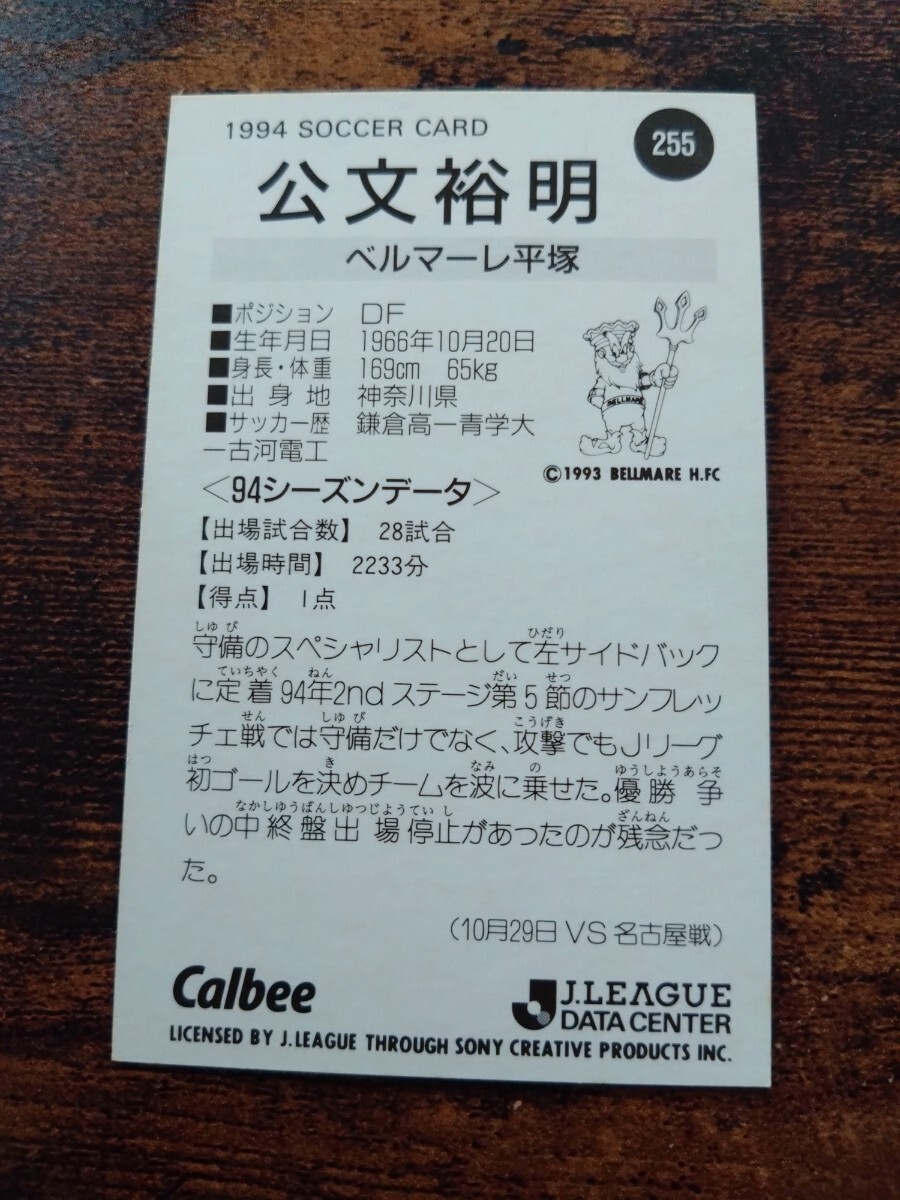 1994 SOCCER CARD
255
公文裕明
ベルマーレ平塚
■ポジション DF
■生年月日 1966年10月20日
■身長・体重 169cm 65kg
■出身地 神奈川県
■サッカー歴 鎌倉高ー青学大
ー古河電工
BELLMARE
©1993 BELLMARE H.FC
＜94シーズンデータ＞
【出場試合数】 28試合
【出場時間】 2233分
【得点】 1点
しゅび ひだり
守備のスペシャリストとして左サイドバック
ていちゃく ねん だい せつ
に定着94年2ndステージ第5節のサンフレッ
せん しゅび こうげき
チェ戦では守備だけでなく、攻撃でもJリーグ
はつ き なみ の ゆうしようあらそ
初ゴールを決めチームを波に乗せた。優勝争
なかしゆうばんしゆつじようていし ざんねん
いの中終盤出場停止があったのが残念だっ
た。
(10月29日 VS 名古屋戦)
Calbee
J.LEAGUE
DATA CENTER
LICENSED BY J.LEAGUE THROUGH SONY CREATIVE PRODUCTS INC.